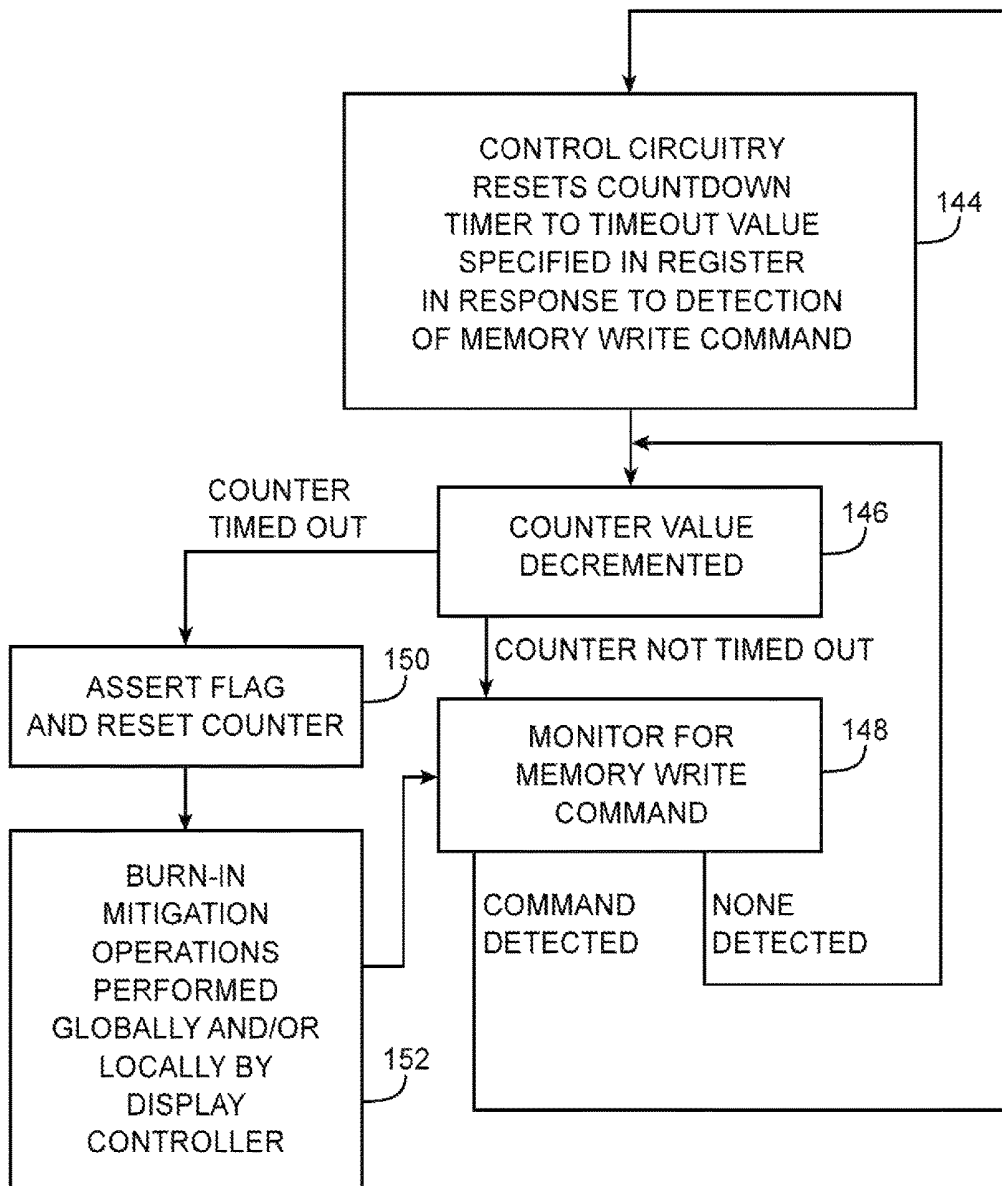 CONTROL CIRCUITRY
RESETS COUNTDOWN
TIMER TO TIMEOUT VALUE
SPECIFIED IN REGISTER
IN RESPONSE TO DETECTION
OF MEMORY WRITE COMMAND
144
COUNTER
TIMED OUT
COUNTER VALUE
DECREMENTED
146
COUNTER NOT TIMED OUT
ASSERT FLAG
AND RESET COUNTER
150
MONITOR FOR
MEMORY WRITE
COMMAND
148
COMMAND
DETECTED
NONE
DETECTED
BURN-IN
MITIGATION
OPERATIONS
PERFORMED
GLOBALLY AND/OR
LOCALLY BY
DISPLAY
CONTROLLER
152